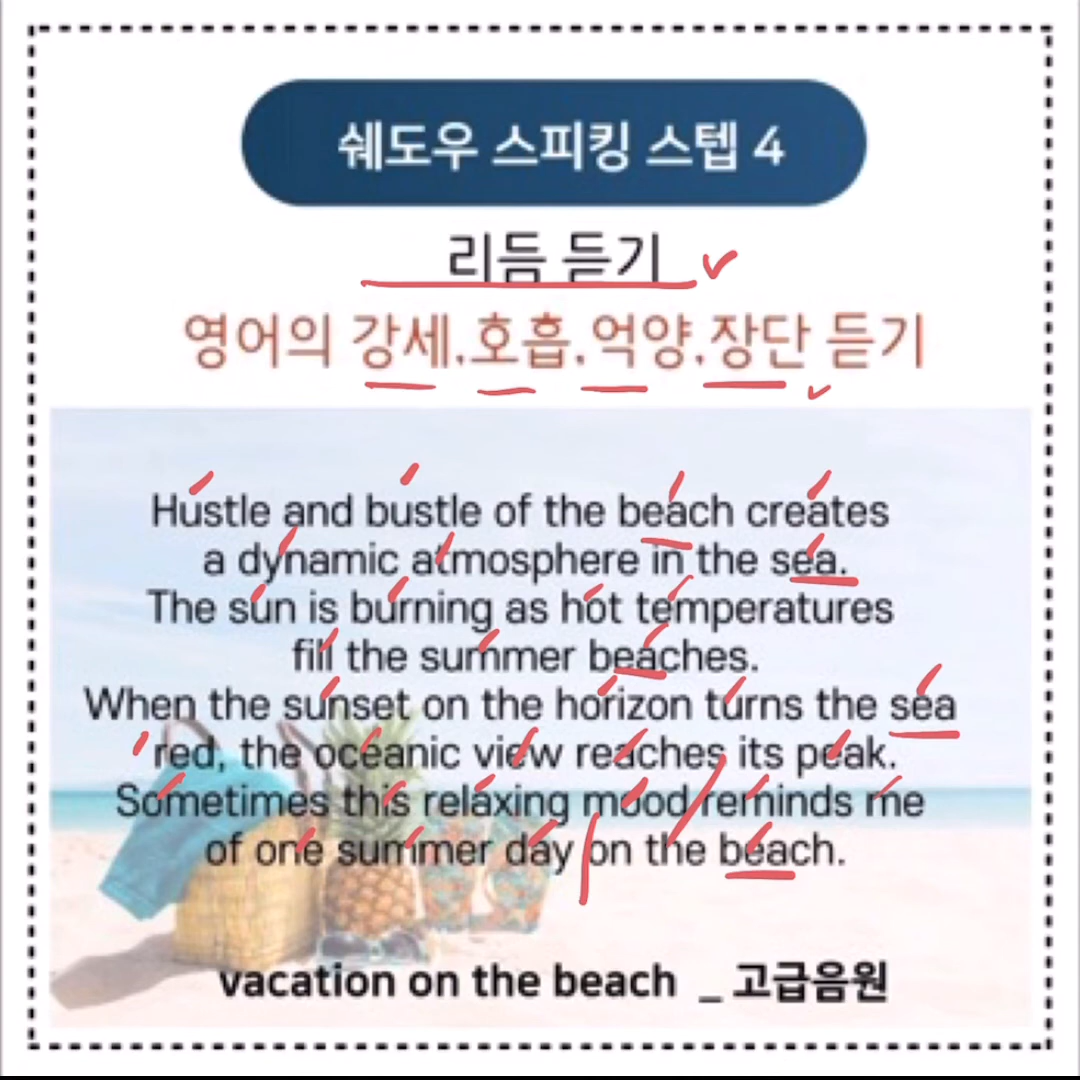 쉐도우 스피킹 스텝 4
리듬 듣기
영어의 강세.호흡.억양.장단 듣기
Hustle and bustle of the beach creates
a dynamic atmosphere in the sea.
The sun is burning as hot temperatures
fill the summer beaches.
When the sunset on the horizon turns the sea
red, the oceanic view reaches its peak.
Sometimes this relaxing mood reminds me
of one summer day on the beach.
vacation on the beach _ 고급음원